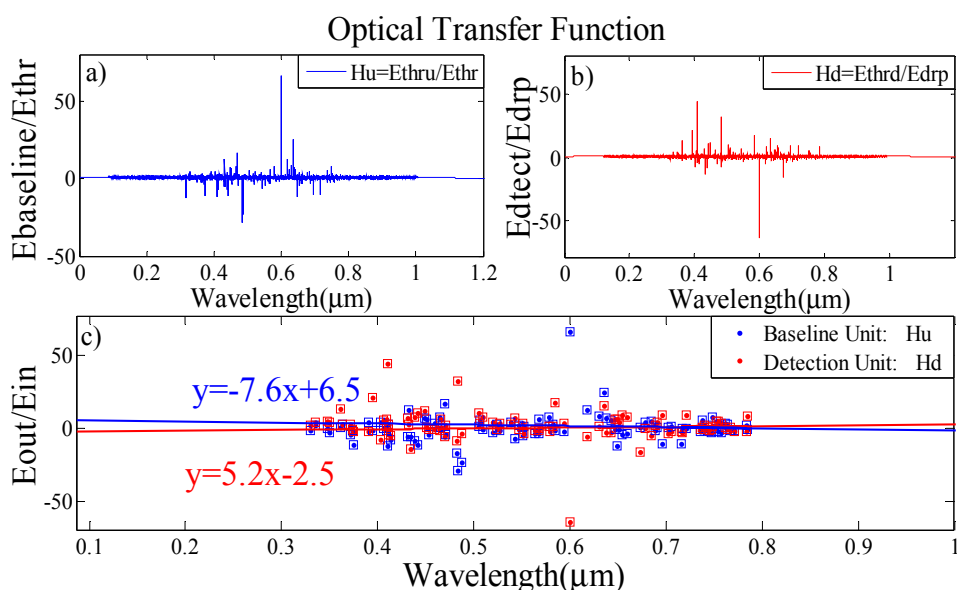 Optical Transfer Function
a)
Hu=Ethru/Ethr
Ebaseline/Ethr
50
0
-50
0 0.2 0.4 0.6 0.8 1 1.2
Wavelength(μm)
b)
Hd=Ethrd/Edrp
Edtect/Edrp
50
0
-50
0 0.2 0.4 0.6 0.8 1
Wavelength(μm)
c)
Baseline Unit: Hu
Detection Unit: Hd
y=-7.6x+6.5
y=5.2x-2.5
Eout/Ein
50
0
-50
0.1 0.2 0.3 0.4 0.5 0.6 0.7 0.8 0.9 1
Wavelength(μm)